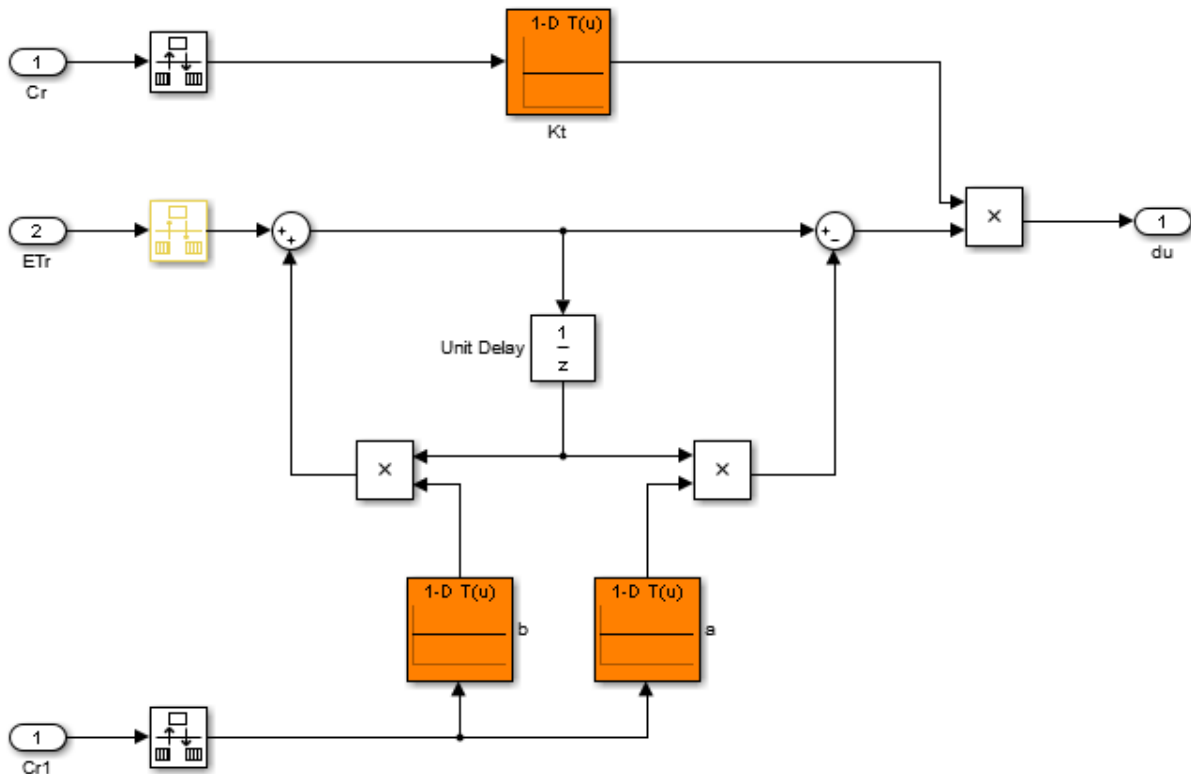 1
Cr
1-D T(u)
Kt
2
ETr
+
+
+
−
×
1
du
Unit Delay
1
z
×
×
1-D T(u)
b
1-D T(u)
a
1
Cr1